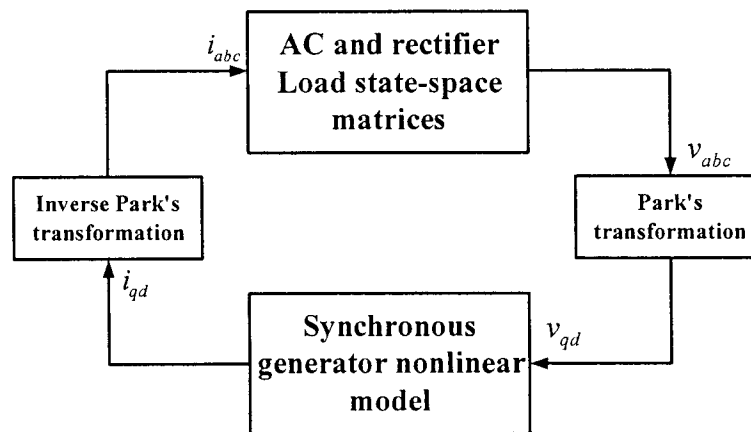 i_abc
AC and rectifier
Load state-space
matrices
v_abc
Inverse Park's
transformation
Park's
transformation
i_qd
v_qd
Synchronous
generator nonlinear
model